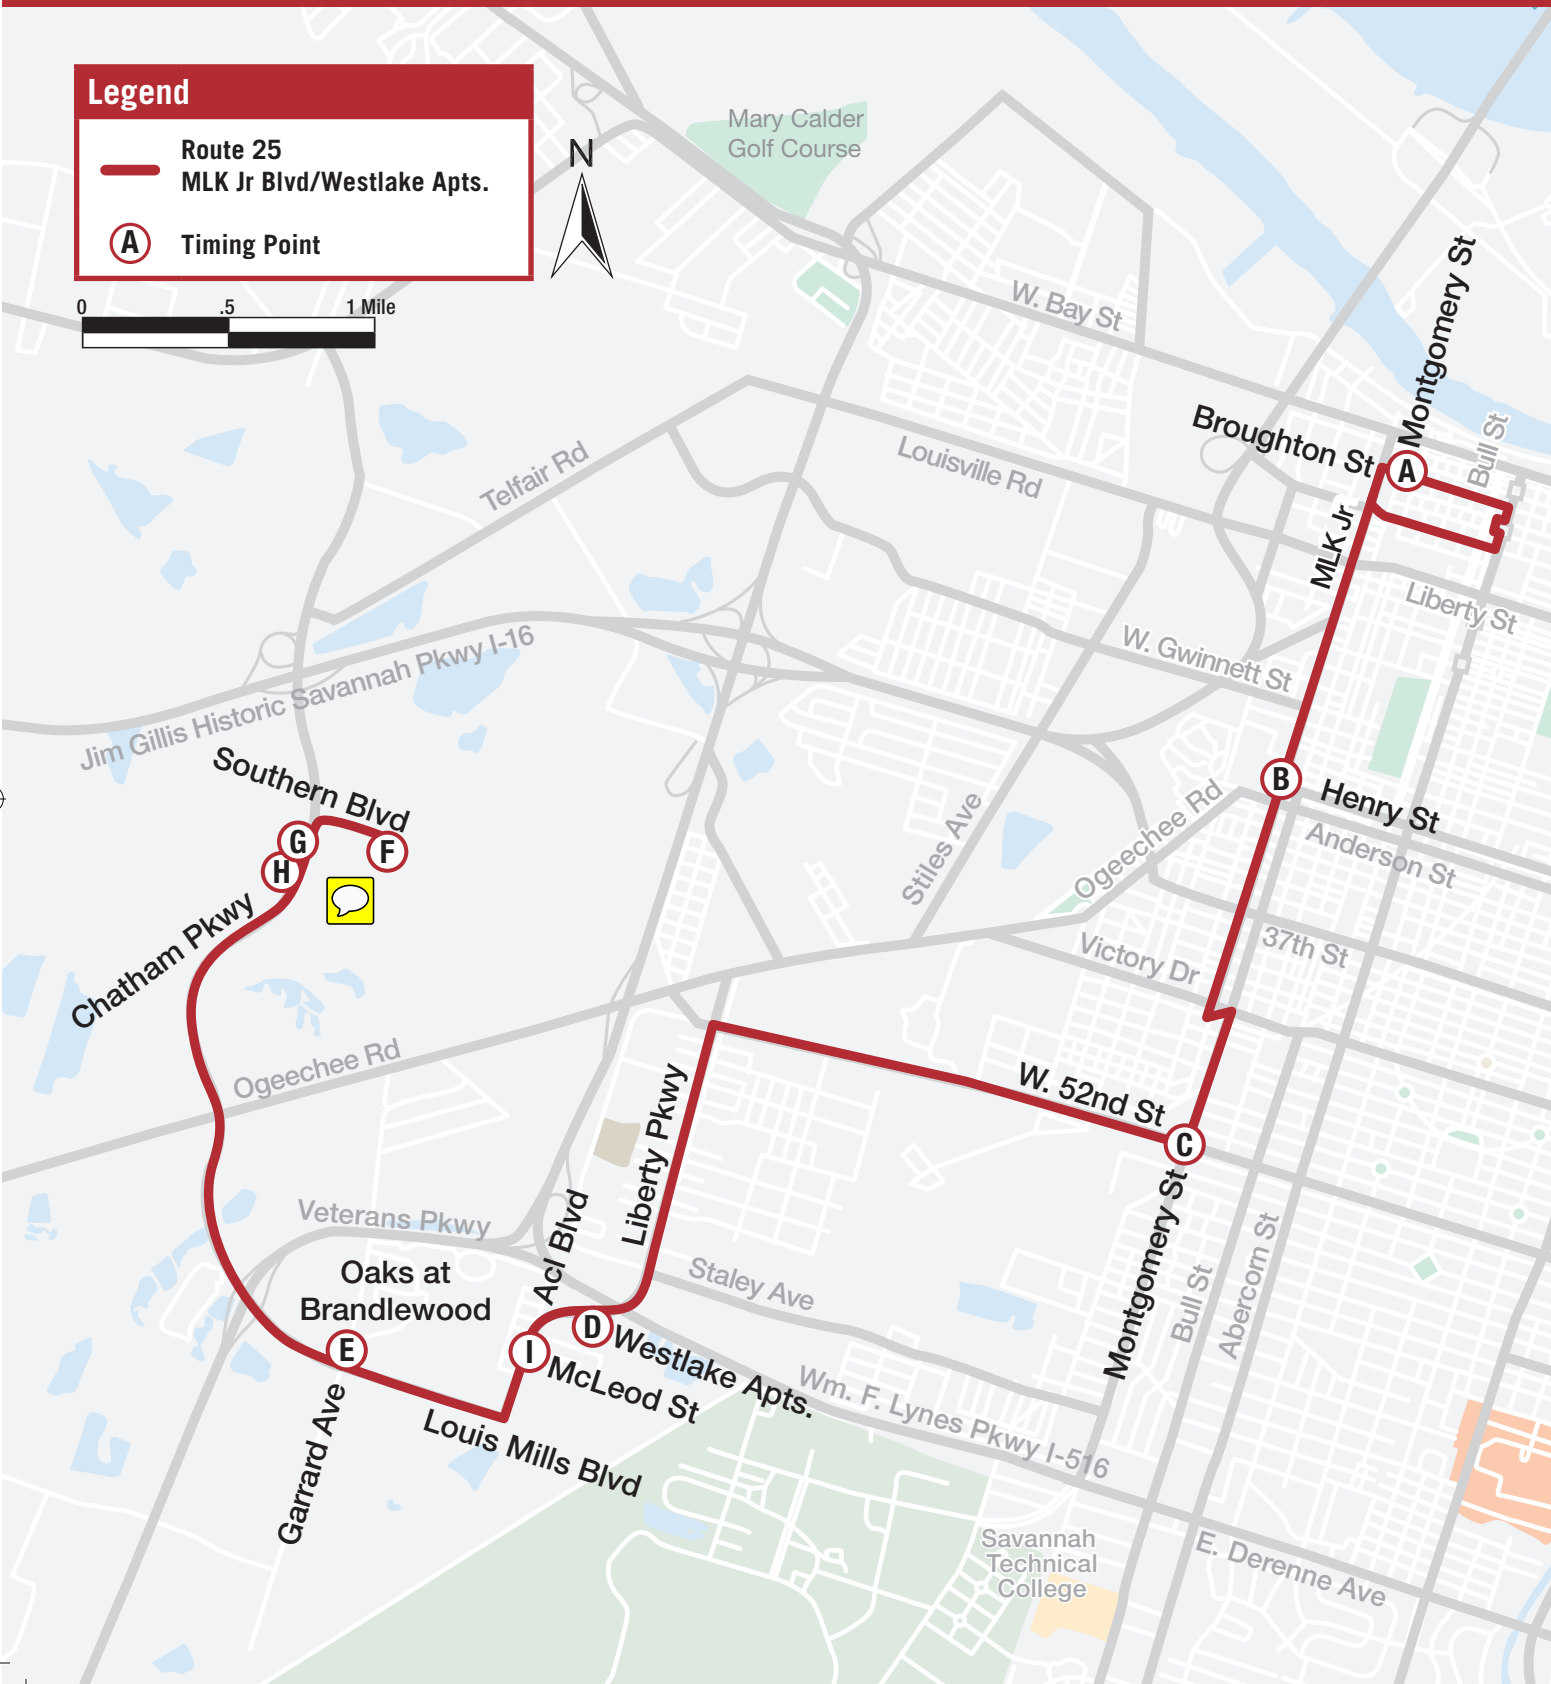 Legend
Route 25
MLK Jr Blvd/Westlake Apts.
A
Timing Point
0 .5 1 Mile
N
Mary Calder
Golf Course
W. Bay St
Montgomery St
Broughton St
A
Bull St
Telfair Rd
Louisville Rd
MLK Jr
Liberty St
W. Gwinnett St
Jim Gillis Historic Savannah Pkwy I-16
Southern Blvd
G
F
H
B
Henry St
Anderson St
Stiles Ave
Ogeechee Rd
Chatham Pkwy
Victory Dr
37th St
Ogeechee Rd
W. 52nd St
C
Liberty Pkwy
Veterans Pkwy
Acl Blvd
Oaks at
Brandlewood
E
Staley Ave
Montgomery St
Bull St
Abercorn St
D
Westlake Apts.
I
McLeod St
Garrard Ave
Louis Mills Blvd
Wm. F. Lynes Pkwy I-516
Savannah
Technical
College
E. Derenne Ave